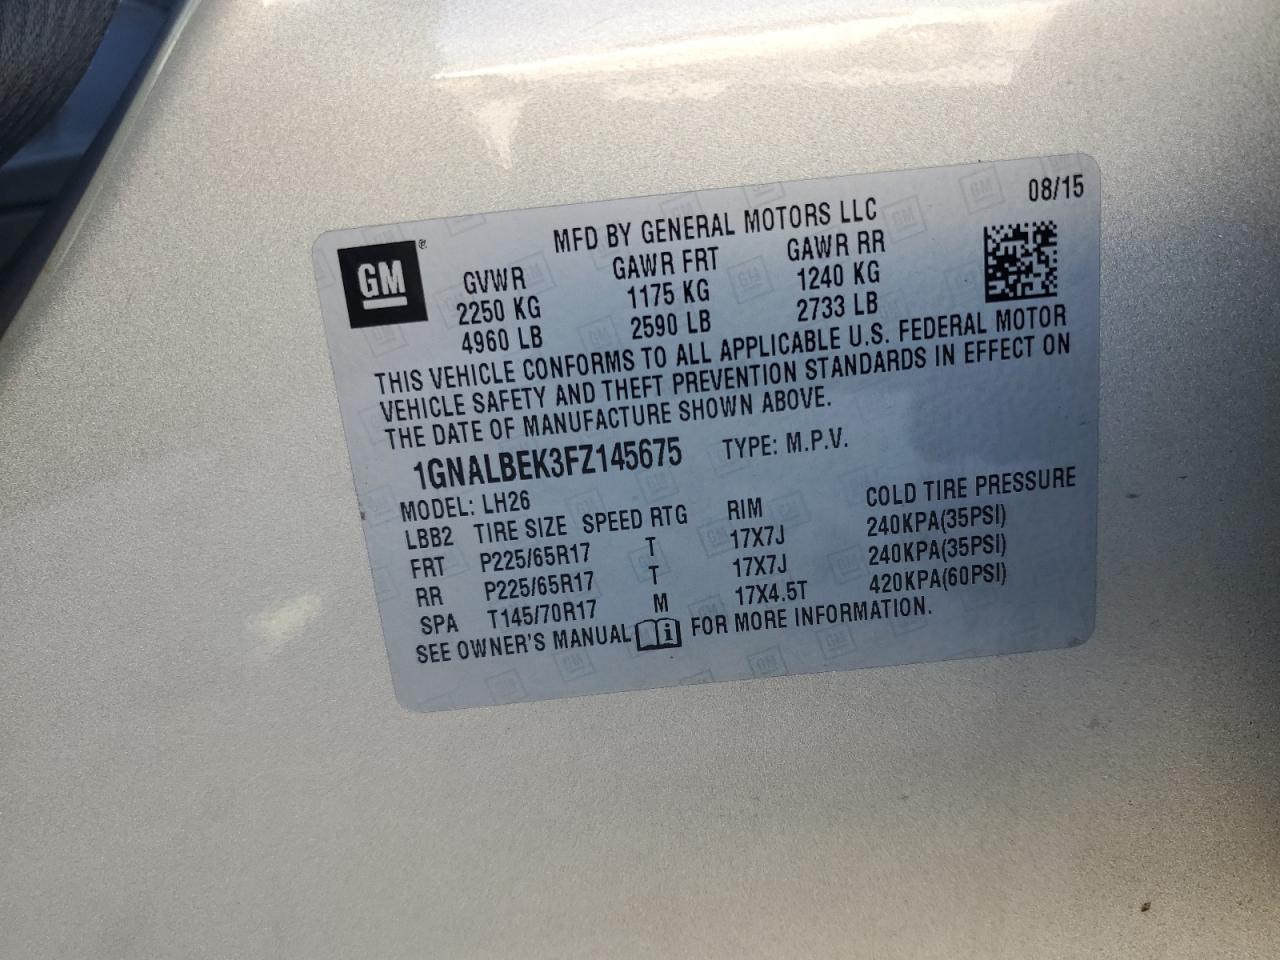 08/15
MFD BY GENERAL MOTORS LLC
GM ®
GVWR GAWR FRT GAWR RR
2250 KG 1175 KG 1240 KG
4960 LB 2590 LB 2733 LB
THIS VEHICLE CONFORMS TO ALL APPLICABLE U.S. FEDERAL MOTOR
VEHICLE SAFETY AND THEFT PREVENTION STANDARDS IN EFFECT ON
THE DATE OF MANUFACTURE SHOWN ABOVE.
1GNALBEK3FZ145675 TYPE: M.P.V.
MODEL: LH26
LBB2 TIRE SIZE SPEED RTG RIM COLD TIRE PRESSURE
FRT P225/65R17 T 17X7J 240KPA(35PSI)
RR P225/65R17 T 17X7J 240KPA(35PSI)
SPA T145/70R17 M 17X4.5T 420KPA(60PSI)
SEE OWNER'S MANUAL i FOR MORE INFORMATION.